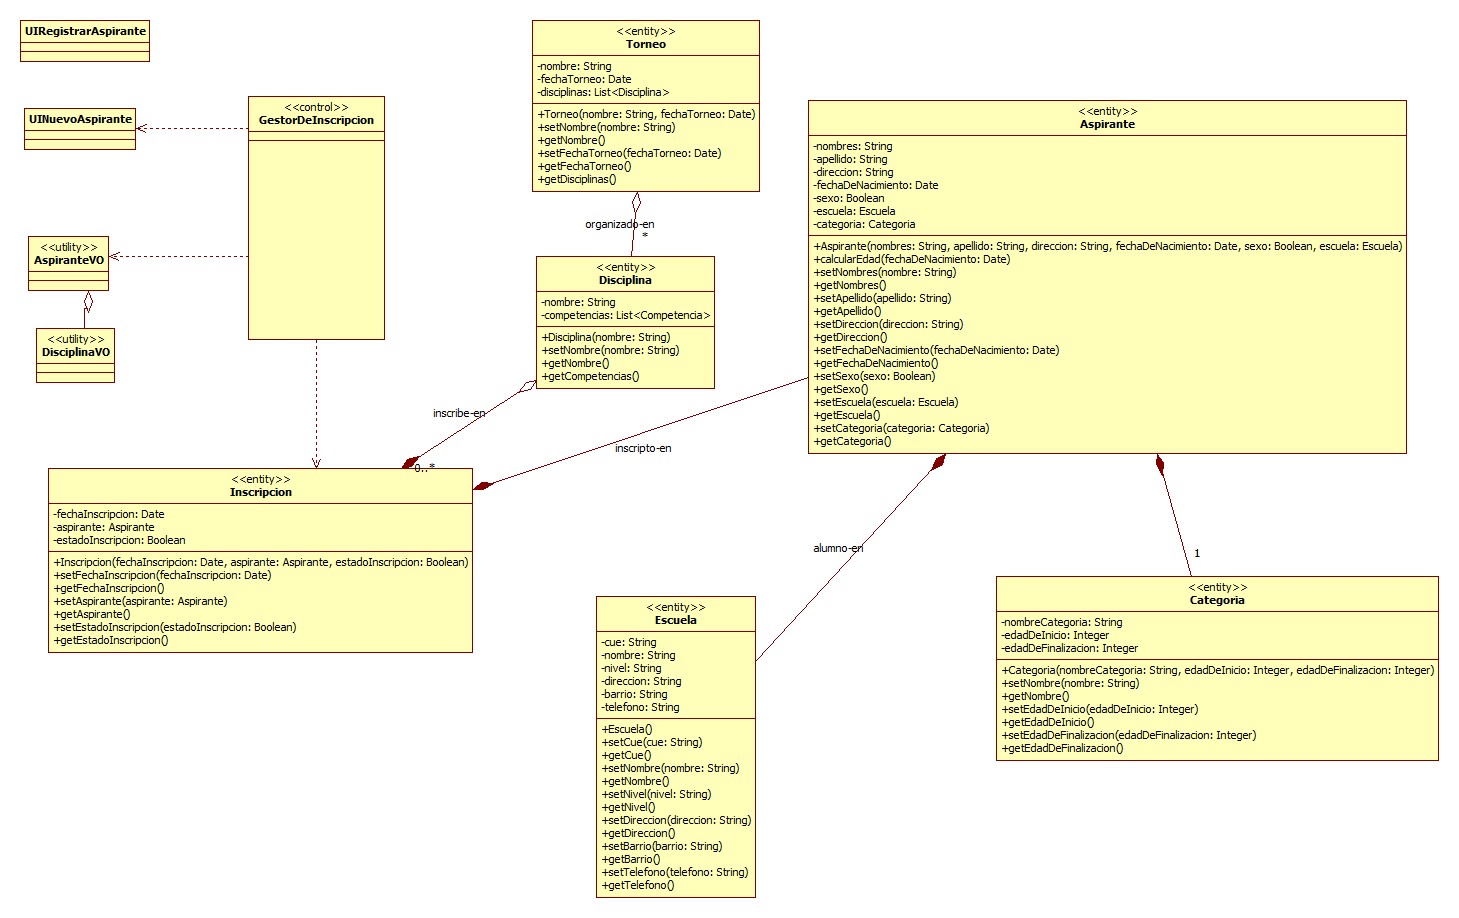 UIRegistrarAspirante
UINuevoAspirante
<<control>>
GestorDeInscripcion
<<utility>>
AspiranteVO
<<utility>>
DisciplinaVO
<<entity>>
Torneo
-nombre: String
-fechaTorneo: Date
-disciplinas: List<Disciplina>
+Torneo(nombre: String, fechaTorneo: Date)
+setNombre(nombre: String)
+getNombre()
+setFechaTorneo(fechaTorneo: Date)
+getFechaTorneo()
+getDisciplinas()
organizado-en
*
<<entity>>
Disciplina
-nombre: String
-competencias: List<Competencia>
+Disciplina(nombre: String)
+setNombre(nombre: String)
+getNombre()
+getCompetencias()
inscribe-en
0..*
inscripto-en
<<entity>>
Aspirante
-nombres: String
-apellido: String
-direccion: String
-fechaDeNacimiento: Date
-sexo: Boolean
-escuela: Escuela
-categoria: Categoria
+Aspirante(nombres: String, apellido: String, direccion: String, fechaDeNacimiento: Date, sexo: Boolean, escuela: Escuela)
+calcularEdad(fechaDeNacimiento: Date)
+setNombres(nombre: String)
+getNombres()
+setApellido(apellido: String)
+getApellido()
+setDireccion(direccion: String)
+getDireccion()
+setFechaDeNacimiento(fechaDeNacimiento: Date)
+getFechaDeNacimiento()
+setSexo(sexo: Boolean)
+getSexo()
+setEscuela(escuela: Escuela)
+getEscuela()
+setCategoria(categoria: Categoria)
+getCategoria()
<<entity>>
Inscripcion
-fechaInscripcion: Date
-aspirante: Aspirante
-estadoInscripcion: Boolean
+Inscripcion(fechaInscripcion: Date, aspirante: Aspirante, estadoInscripcion: Boolean)
+setFechaInscripcion(fechaInscripcion: Date)
+getFechaInscripcion()
+setAspirante(aspirante: Aspirante)
+getAspirante()
+setEstadoInscripcion(estadoInscripcion: Boolean)
+getEstadoInscripcion()
alumno-en
1
<<entity>>
Escuela
-cue: String
-nombre: String
-nivel: String
-direccion: String
-barrio: String
-telefono: String
+Escuela()
+setCue(cue: String)
+getCue()
+setNombre(nombre: String)
+getNombre()
+setNivel(nivel: String)
+getNivel()
+setDireccion(direccion: String)
+getDireccion()
+setBarrio(barrio: String)
+getBarrio()
+setTelefono(telefono: String)
+getTelefono()
<<entity>>
Categoria
-nombreCategoria: String
-edadDeInicio: Integer
-edadDeFinalizacion: Integer
+Categoria(nombreCategoria: String, edadDeInicio: Integer, edadDeFinalizacion: Integer)
+setNombre(nombre: String)
+getNombre()
+setEdadDeInicio(edadDeInicio: Integer)
+getEdadDeInicio()
+setEdadDeFinalizacion(edadDeFinalizacion: Integer)
+getEdadDeFinalizacion()